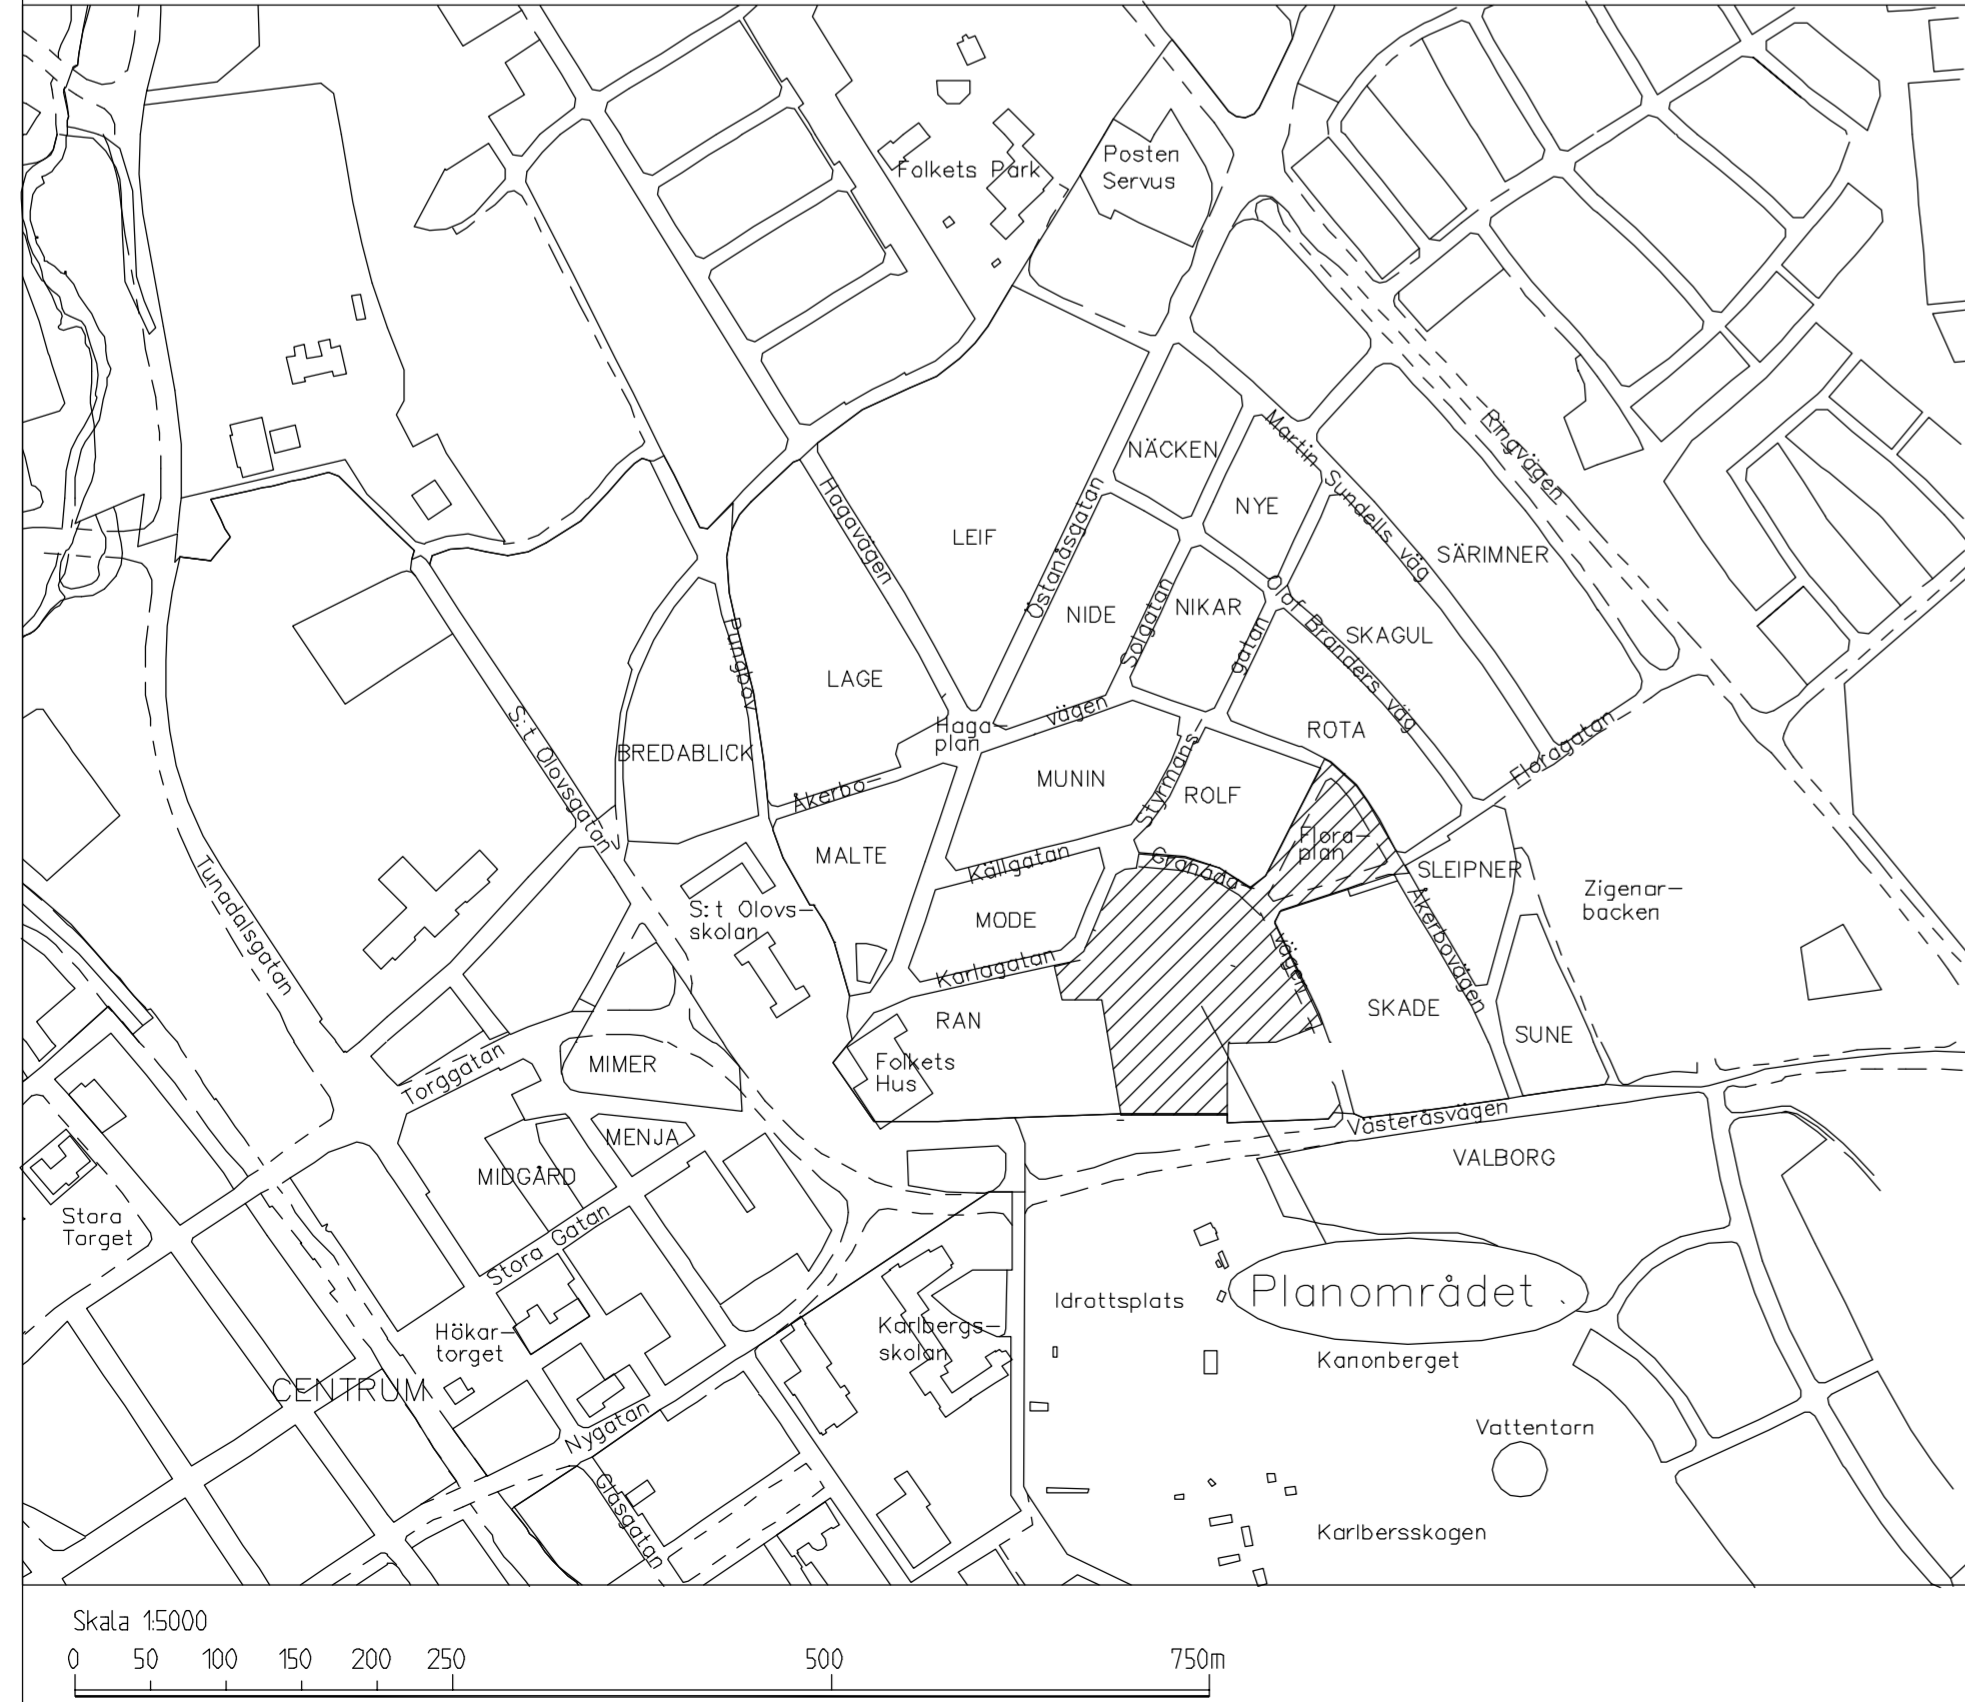 Folkets Park
Posten
Servus
Ringvägen
Martin Sundells väg
NÄCKEN
NYE
SÄRIMNER
Hagavägen
LEIF
Östanåsgatan
NIDE
Solgatan
NIKAR
gatan
Olof Branders väg
SKAGUL
Pungbov
LAGE
Haga-
plan
vägen
ROTA
Floragatan
S:t Olovsgatan
BREDABLICK
Åkerbo-
MUNIN
Styrmans-
ROLF
Flora-
plan
MALTE
Källgatan
Granada
SLEIPNER
Zigenar-
backen
Tunadalsgatan
S:t Olovs-
skolan
MODE
Karlagatan
vägen
Åkerbovägen
SKADE
SUNE
RAN
Folkets
Hus
Torggatan
MIMER
MENJA
MIDGÅRD
Västeråsvägen
VALBORG
Stora
Torget
Stora Gatan
Idrottsplats
Planområdet
Hökar-
torget
Karlbergs-
skolan
Kanonberget
CENTRUM
Nygatan
Vattentorn
Glasgatan
Karlbersskogen
Skala 1:5000
0 50 100 150 200 250 500 750m